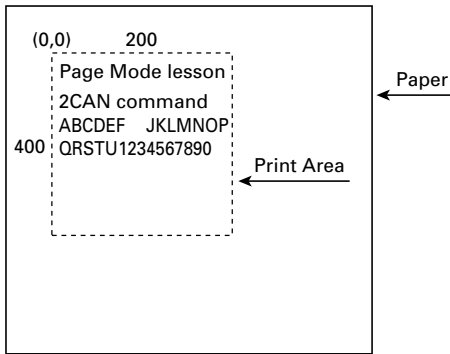 (0,0) 200
Page Mode lesson
Paper
2CAN command
ABCDEF JKLMNOP
400 QRSTU1234567890
Print Area